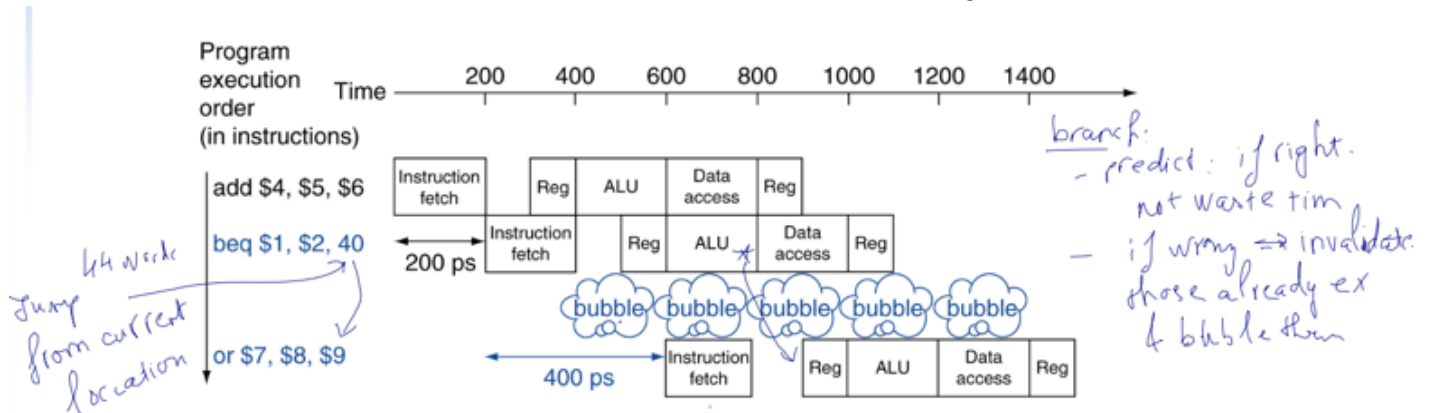 Program
execution
order
(in instructions)
Time
200 400 600 800 1000 1200 1400
add $4, $5, $6
Instruction
fetch
Reg
ALU
Data
access
Reg
beq $1, $2, 40
200 ps
Instruction
fetch
Reg
ALU
Data
access
Reg
bubble bubble bubble bubble bubble
or $7, $8, $9
400 ps
Instruction
fetch
Reg
ALU
Data
access
Reg
Jump
from current
location
branch:
- predict: if right.
not waste tim
- if wrong ⇒ invalidate
those already ex
& buble them